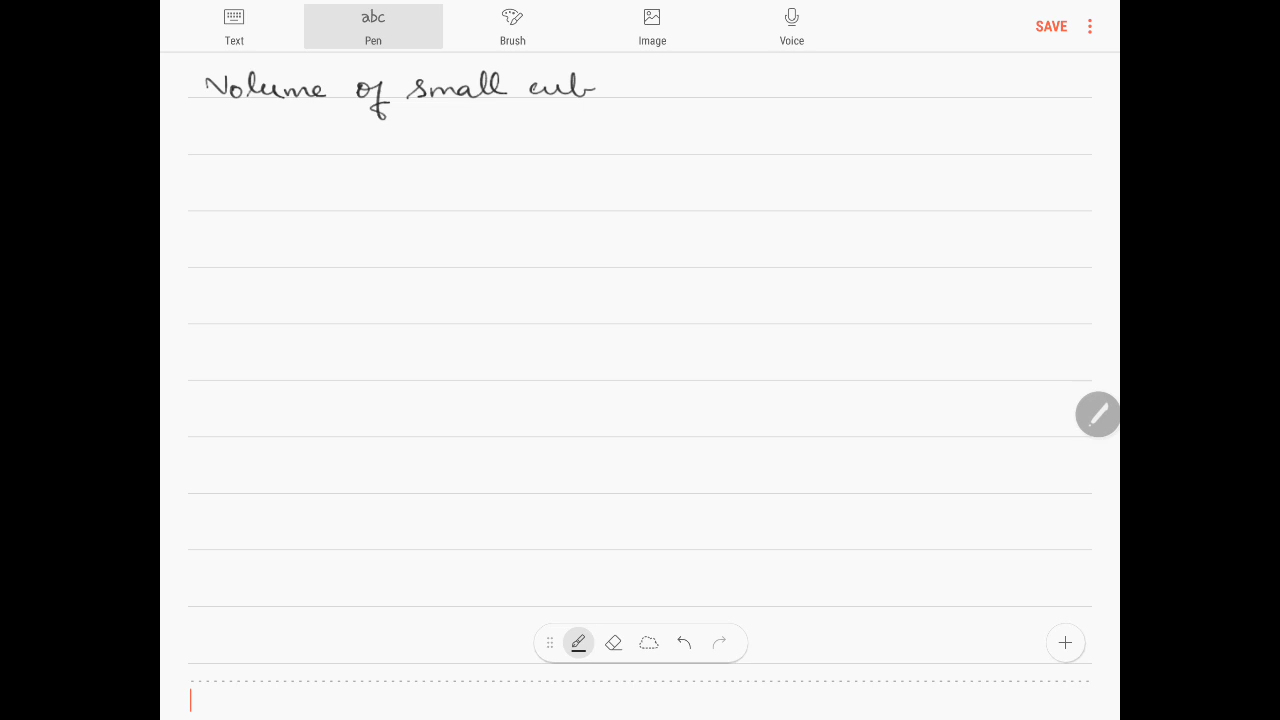 Text
Pen
Brush
Image
Voice
SAVE
abc
Volume of small cub